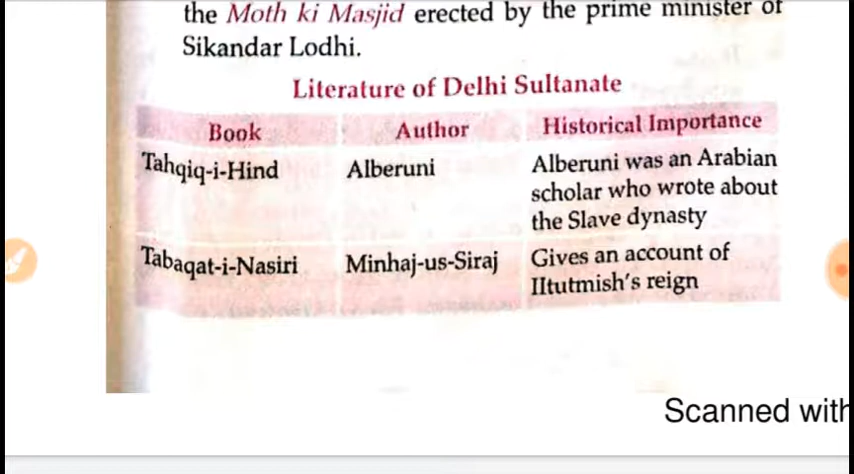 the Moth ki Masjid erected by the prime minister of
Sikandar Lodhi.
Literature of Delhi Sultanate
Book Author Historical Importance
Tahqiq-i-Hind Alberuni Alberuni was an Arabian
scholar who wrote about
the Slave dynasty
Tabaqat-i-Nasiri Minhaj-us-Siraj Gives an account of
IItutmish's reign
Scanned with